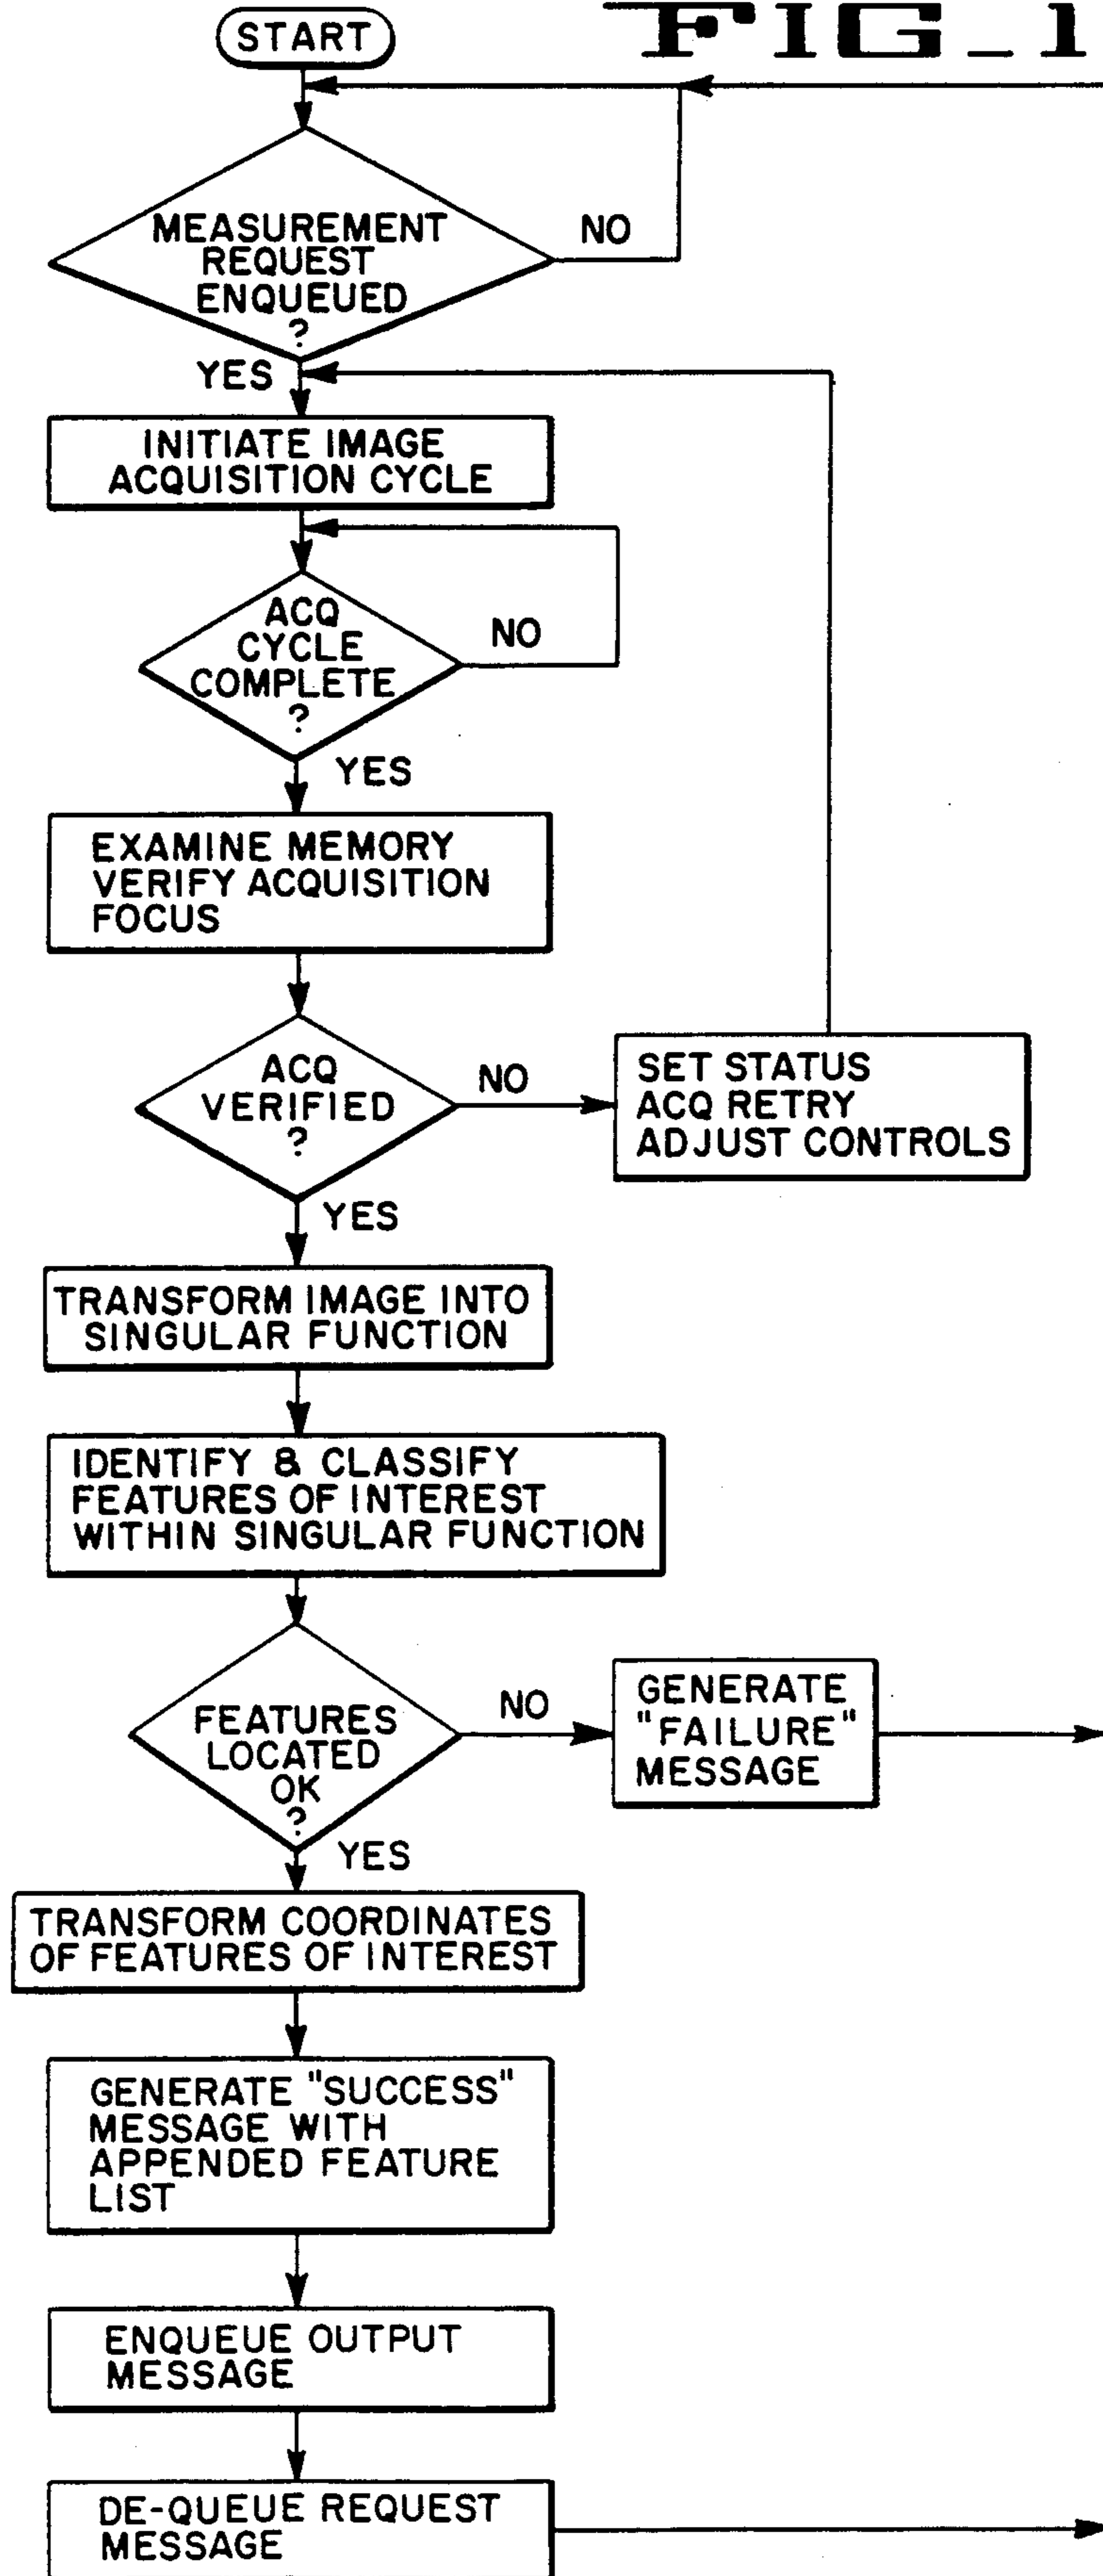 FIG_1
START
MEASUREMENT
REQUEST
ENQUEUED
?
NO
YES
INITIATE IMAGE
ACQUISITION CYCLE
ACQ
CYCLE
COMPLETE
?
NO
YES
EXAMINE MEMORY
VERIFY ACQUISITION
FOCUS
ACQ
VERIFIED
?
NO
SET STATUS
ACQ RETRY
ADJUST CONTROLS
YES
TRANSFORM IMAGE INTO
SINGULAR FUNCTION
IDENTIFY & CLASSIFY
FEATURES OF INTEREST
WITHIN SINGULAR FUNCTION
FEATURES
LOCATED
OK
?
NO
GENERATE
"FAILURE"
MESSAGE
YES
TRANSFORM COORDINATES
OF FEATURES OF INTEREST
GENERATE "SUCCESS"
MESSAGE WITH
APPENDED FEATURE
LIST
ENQUEUE OUTPUT
MESSAGE
DE-QUEUE REQUEST
MESSAGE